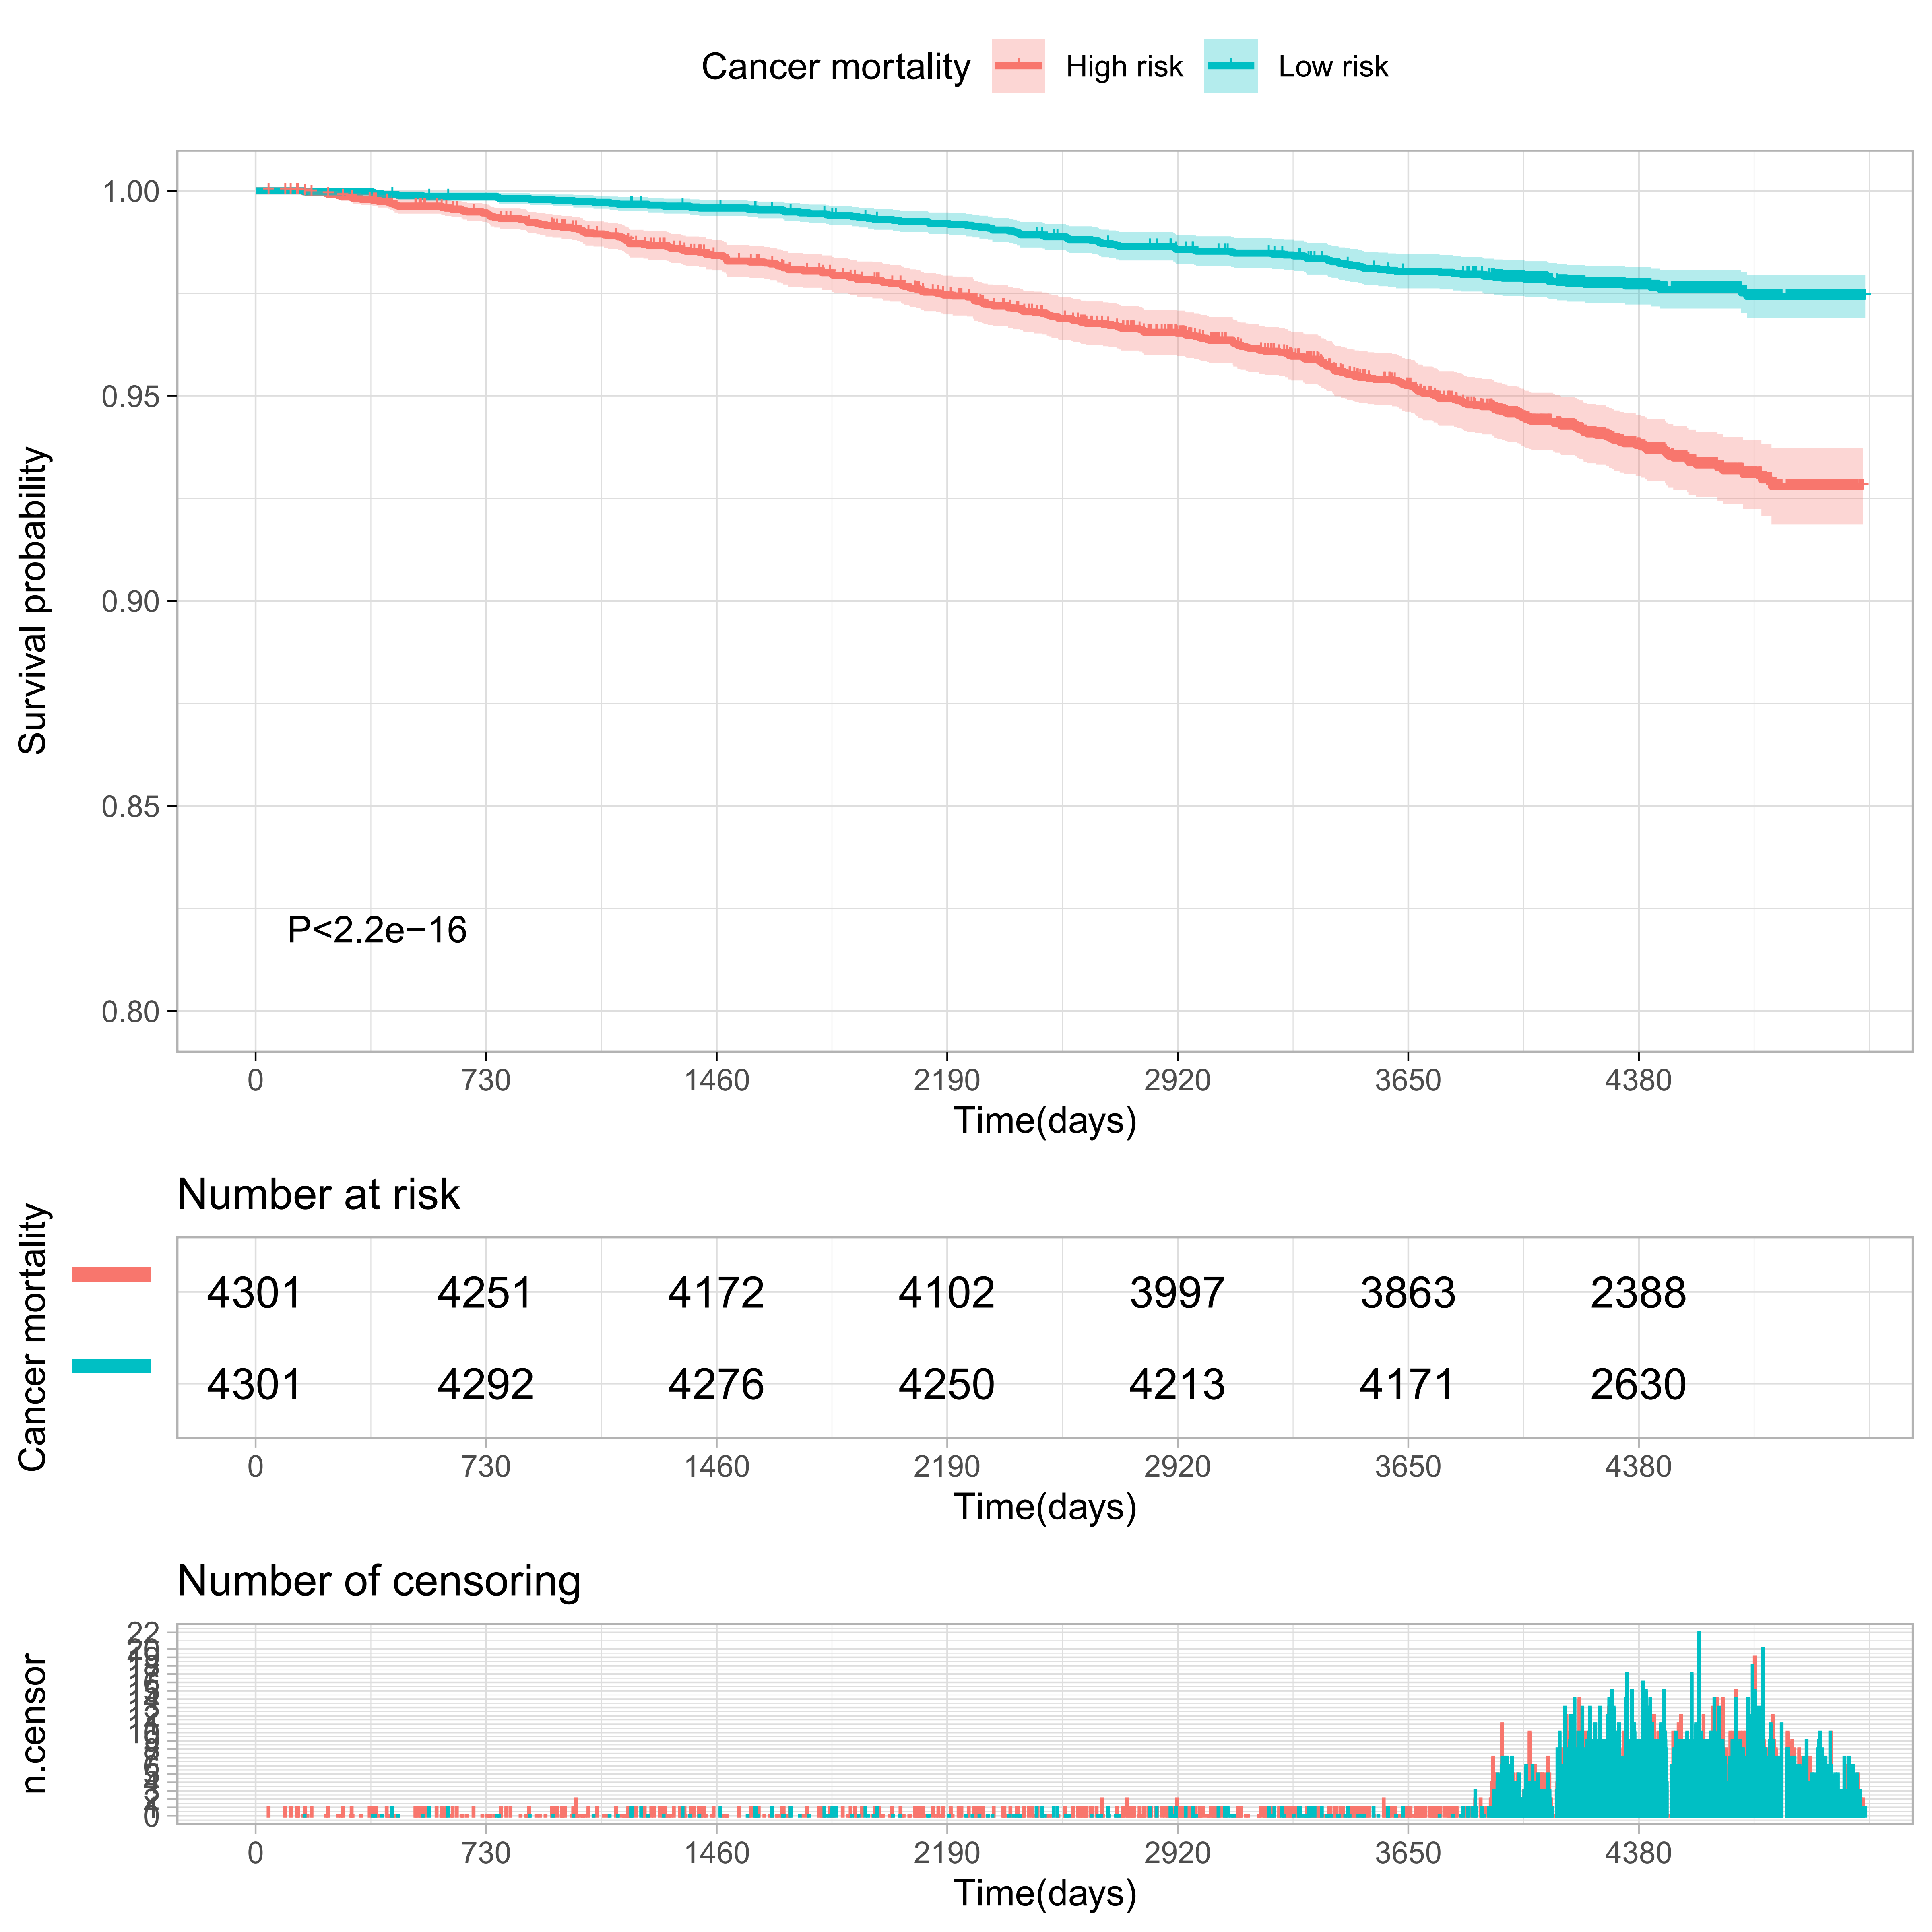 Cancer mortality High risk Low risk
1.00
0.95
0.90
0.85
0.80
Survival probability
P<2.2e−16
0 730 1460 2190 2920 3650 4380
Time(days)
Number at risk
Cancer mortality
4301 4251 4172 4102 3997 3863 2388
4301 4292 4276 4250 4213 4171 2630
0 730 1460 2190 2920 3650 4380
Time(days)
Number of censoring
n.censor
22
0
0 730 1460 2190 2920 3650 4380
Time(days)